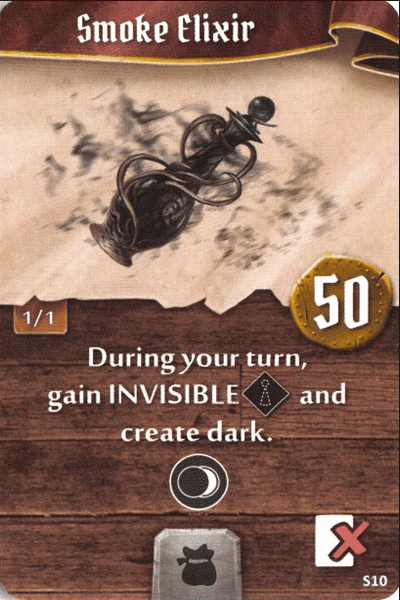 Smoke Elixir
1/1
50
During your turn,
gain INVISIBLE and
create dark.
S10